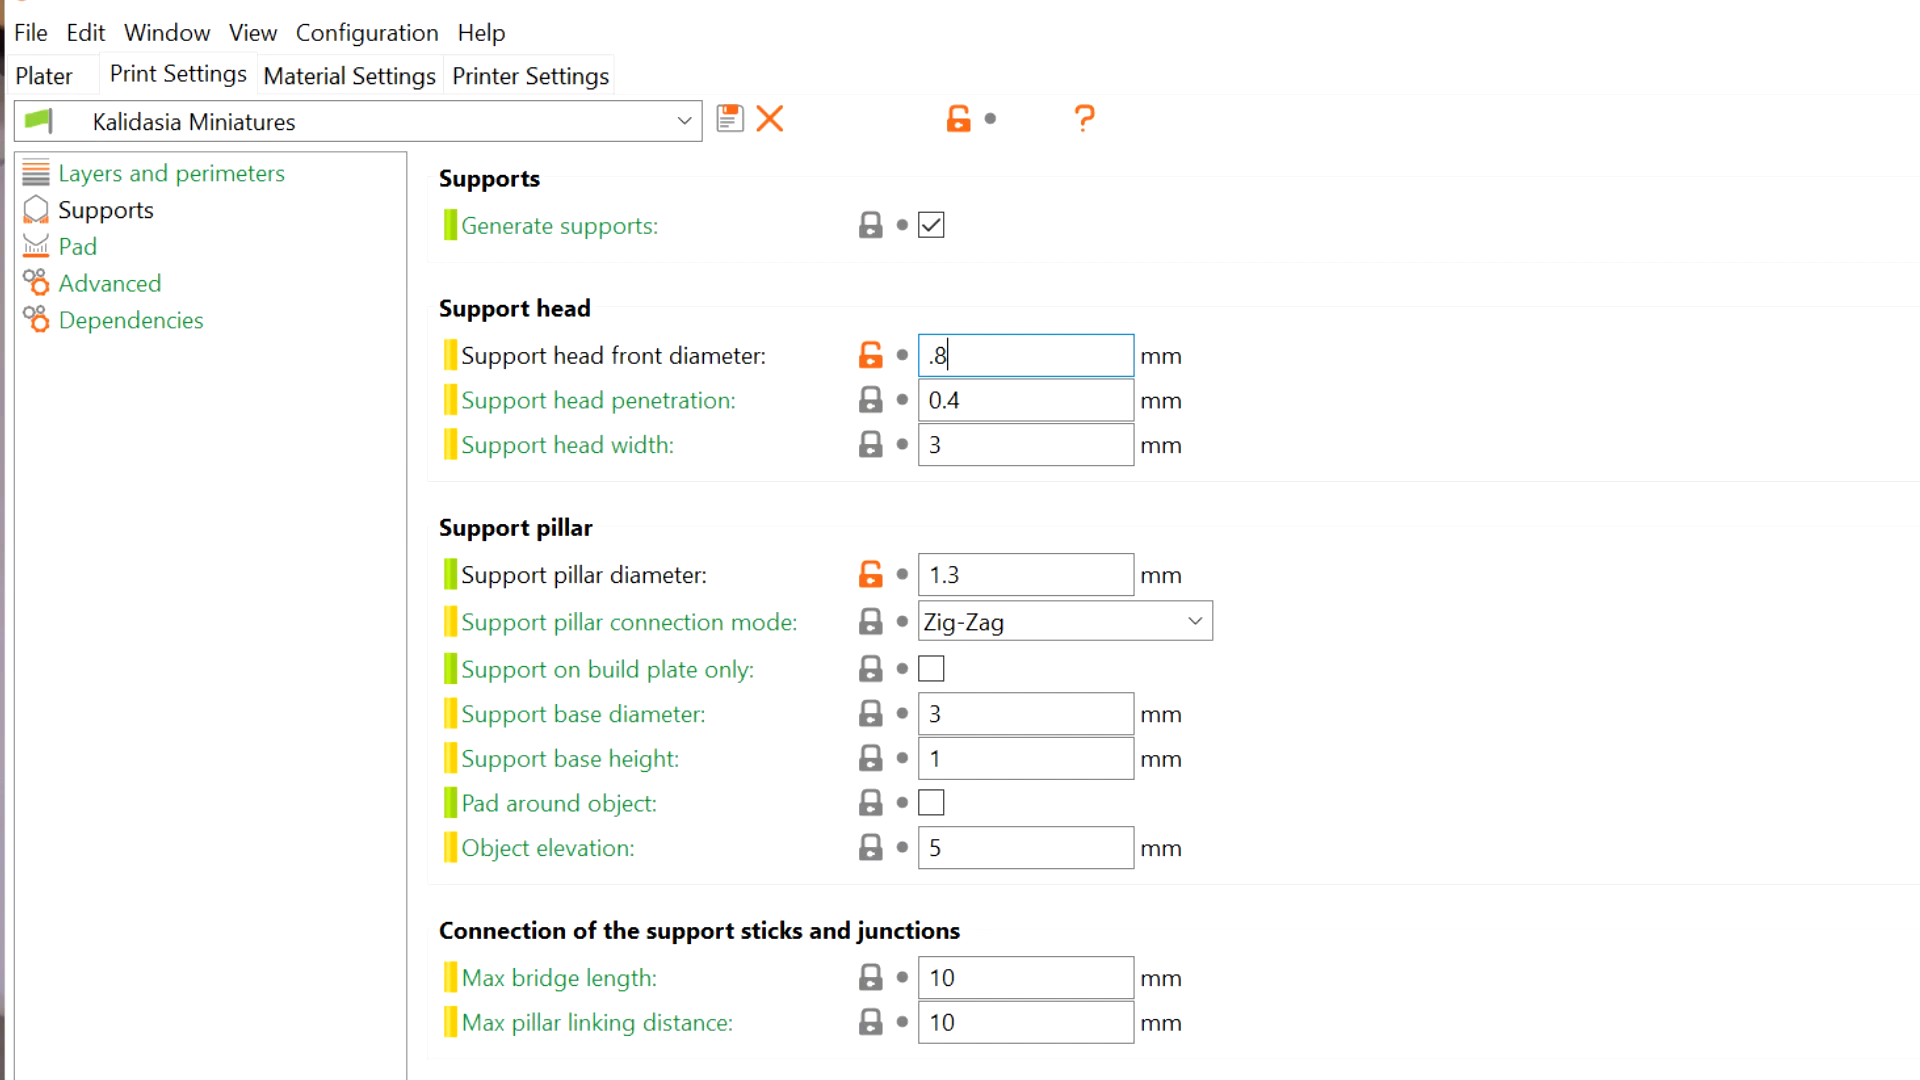 File Edit Window View Configuration Help
Plater Print Settings Material Settings Printer Settings
Kalidasia Miniatures ?
Layers and perimeters
Supports
Pad
Advanced
Dependencies
Supports
Generate supports:
Support head
Support head front diameter: .8 mm
Support head penetration: 0.4 mm
Support head width: 3 mm
Support pillar
Support pillar diameter: 1.3 mm
Support pillar connection mode: Zig-Zag
Support on build plate only:
Support base diameter: 3 mm
Support base height: 1 mm
Pad around object:
Object elevation: 5 mm
Connection of the support sticks and junctions
Max bridge length: 10 mm
Max pillar linking distance: 10 mm